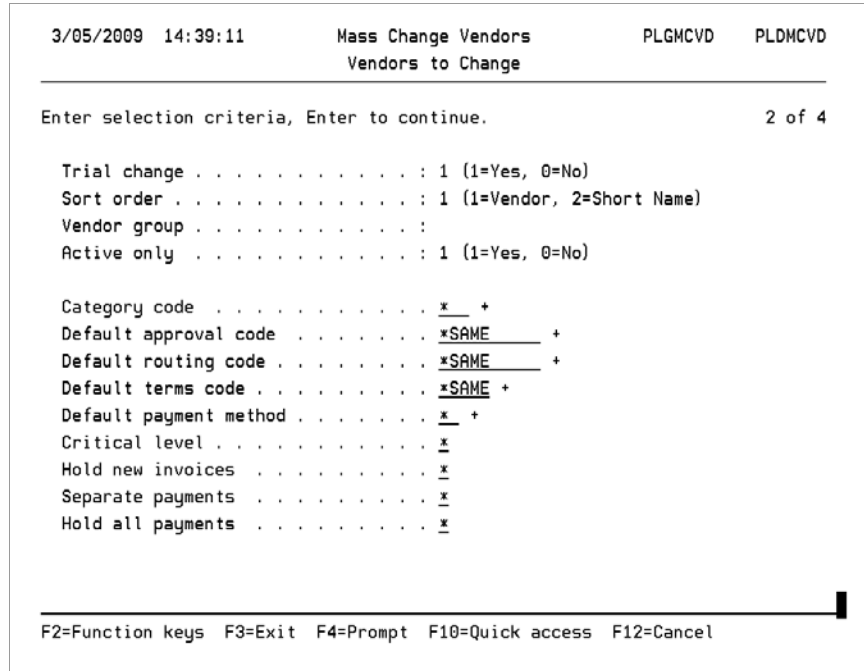 3/05/2009 14:39:11 Mass Change Vendors PLGMCVD PLDMCVD
Vendors to Change
Enter selection criteria, Enter to continue. 2 of 4
Trial change . . . . . . . . . . . : 1 (1=Yes, 0=No)
Sort order . . . . . . . . . . . . : 1 (1=Vendor, 2=Short Name)
Vendor group . . . . . . . . . . . :
Active only . . . . . . . . . . . : 1 (1=Yes, 0=No)
Category code . . . . . . . . . . . * +
Default approval code . . . . . . . *SAME +
Default routing code . . . . . . . . *SAME +
Default terms code . . . . . . . . . *SAME +
Default payment method . . . . . . . * +
Critical level . . . . . . . . . . . *
Hold new invoices . . . . . . . . . *
Separate payments . . . . . . . . . *
Hold all payments . . . . . . . . . *
F2=Function keys F3=Exit F4=Prompt F10=Quick access F12=Cancel